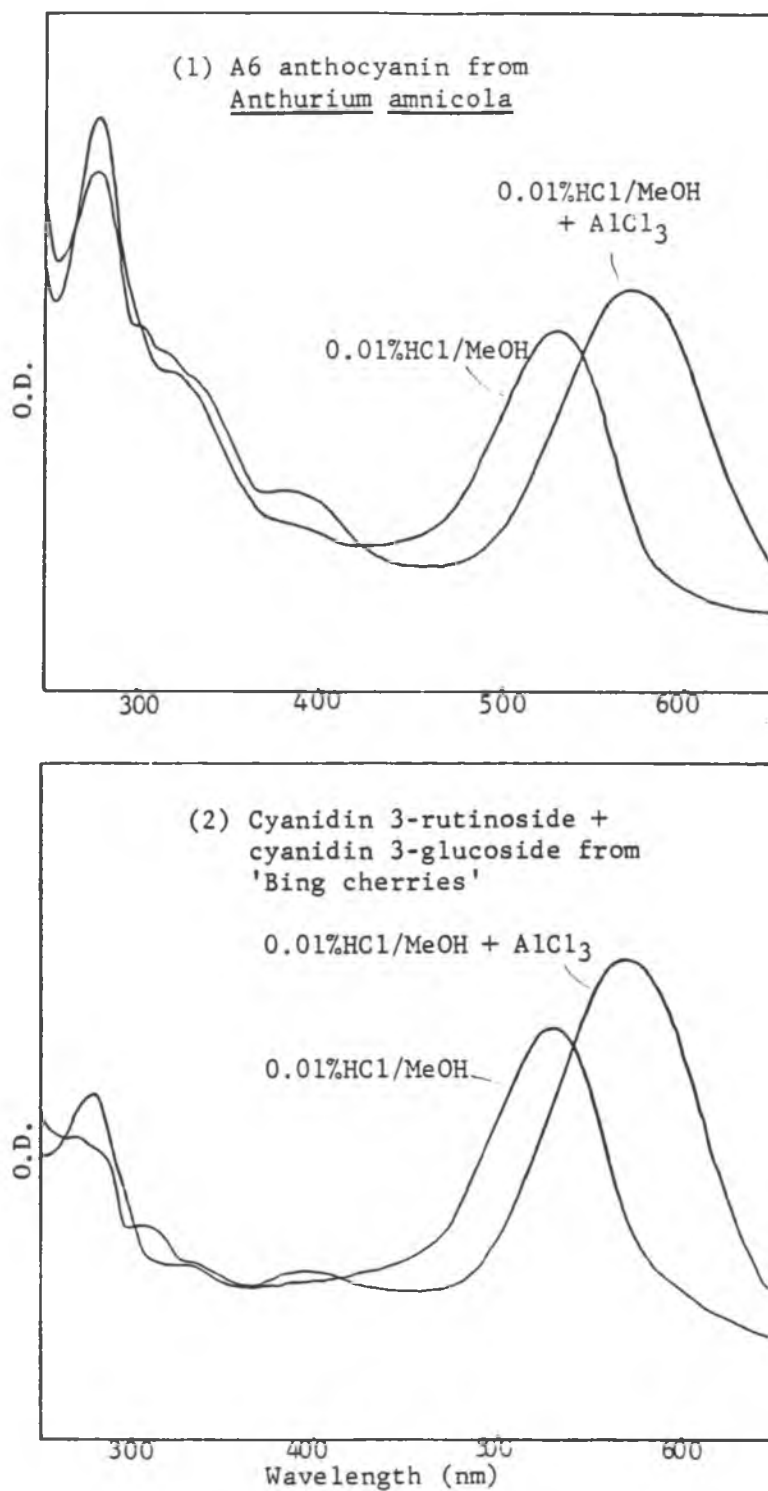 (1) A6 anthocyanin from
Anthurium amnicola
0.01%HCl/MeOH
+ AlCl3
0.01%HCl/MeOH
O.D.
300
400
500
600
(2) Cyanidin 3-rutinoside +
cyanidin 3-glucoside from
'Bing cherries'
0.01%HCl/MeOH + AlCl3
0.01%HCl/MeOH
O.D.
300
400
500
600
Wavelength (nm)